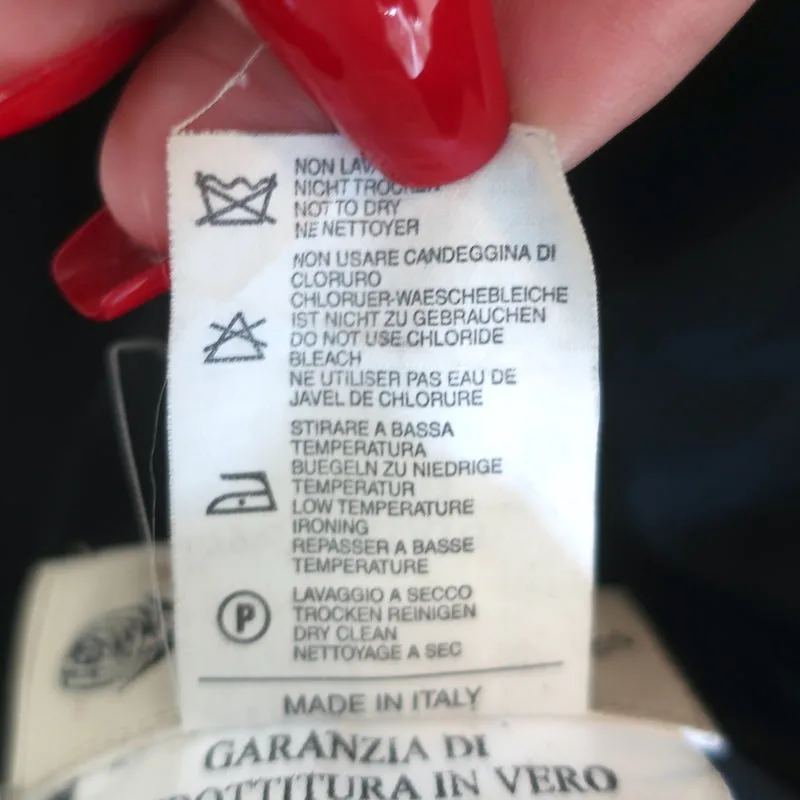 NON LAV
NICHT TROCKEN
NOT TO DRY
NE NETTOYER
NON USARE CANDEGGINA DI
CLORURO
CHLORUER-WAESCHEBLEICHE
IST NICHT ZU GEBRAUCHEN
DO NOT USE CHLORIDE
BLEACH
NE UTILISER PAS EAU DE
JAVEL DE CHLORURE
STIRARE A BASSA
TEMPERATURA
BUEGELN ZU NIEDRIGE
TEMPERATUR
LOW TEMPERATURE
IRONING
REPASSER A BASSE
TEMPERATURE
P
LAVAGGIO A SECCO
TROCKEN REINIGEN
DRY CLEAN
NETTOYAGE A SEC
MADE IN ITALY
GARANZIA DI
OTTITURA IN VERO